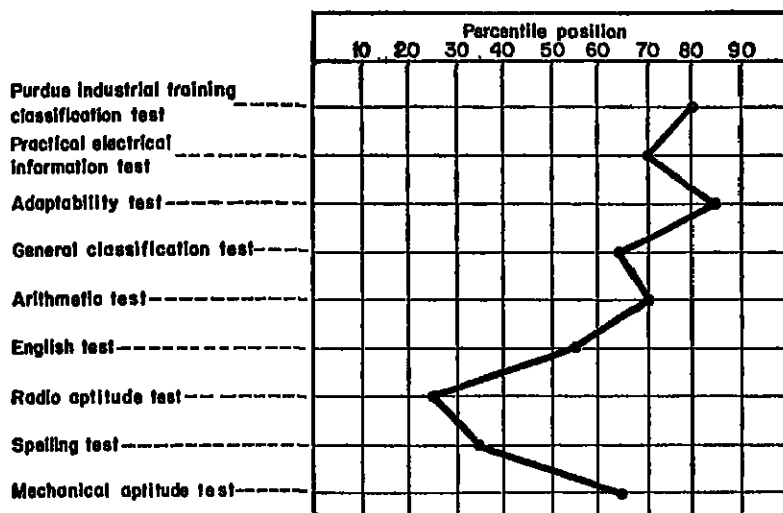 Percentile position
10 20 30 40 50 60 70 80 90
Purdue industrial training
classification test
Practical electrical
information test
Adaptability test
General classification test
Arithmetic test
English test
Radio aptitude test
Spelling test
Mechanical aptitude test